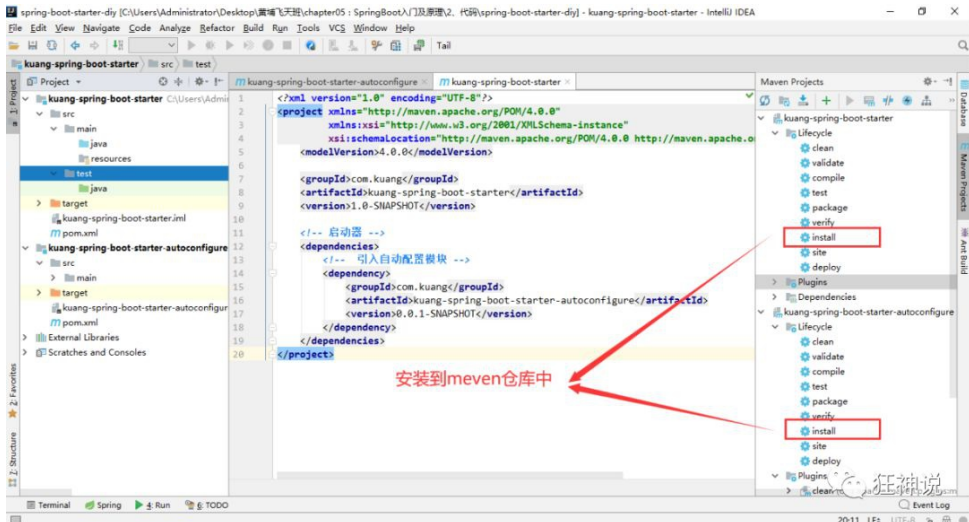 spring-boot-starter-diy [C:\Users\Administrator\Desktop\黄埔飞天班\chapter05：SpringBoot入门及原理\2、代码\spring-boot-starter-diy] - kuang-spring-boot-starter - IntelliJ IDEA
File Edit View Navigate Code Analyze Refactor Build Run Tools VCS Window Help
Tail
kuang-spring-boot-starter src test
Project
kuang-spring-boot-starter-autoconfigure
kuang-spring-boot-starter
Maven Projects
1: Project
kuang-spring-boot-starter C:\Users\Admini
src
main
java
resources
test
java
target
kuang-spring-boot-starter.iml
pom.xml
kuang-spring-boot-starter-autoconfigure
src
main
target
kuang-spring-boot-starter-autoconfigur
pom.xml
External Libraries
Scratches and Consoles
2: Favorites
Z: Structure
1 <?xml version="1.0" encoding="UTF-8"?>
2 <project xmlns="http://maven.apache.org/POM/4.0.0"
3 xmlns:xsi="http://www.w3.org/2001/XMLSchema-instance"
4 xsi:schemaLocation="http://maven.apache.org/POM/4.0.0 http://maven.apache.o
5 <modelVersion>4.0.0</modelVersion>
6
7 <groupId>com.kuang</groupId>
8 <artifactId>kuang-spring-boot-starter</artifactId>
9 <version>1.0-SNAPSHOT</version>
10
11 <!-- 启动器 -->
12 <dependencies>
13 <!-- 引入自动配置模块 -->
14 <dependency>
15 <groupId>com.kuang</groupId>
16 <artifactId>kuang-spring-boot-starter-autoconfigure</artifactId>
17 <version>0.0.1-SNAPSHOT</version>
18 </dependency>
19 </dependencies>
20 </project>
安装到meven仓库中
kuang-spring-boot-starter
Lifecycle
clean
validate
compile
test
package
verify
install
site
deploy
Plugins
Dependencies
kuang-spring-boot-starter-autoconfigure
Lifecycle
clean
validate
compile
test
package
verify
install
site
deploy
Plugins
clean
狂神说
Database
Maven Projects
Ant Build
Terminal Spring 4: Run 6: TODO
Event Log
20:11 LF÷ UTF-8